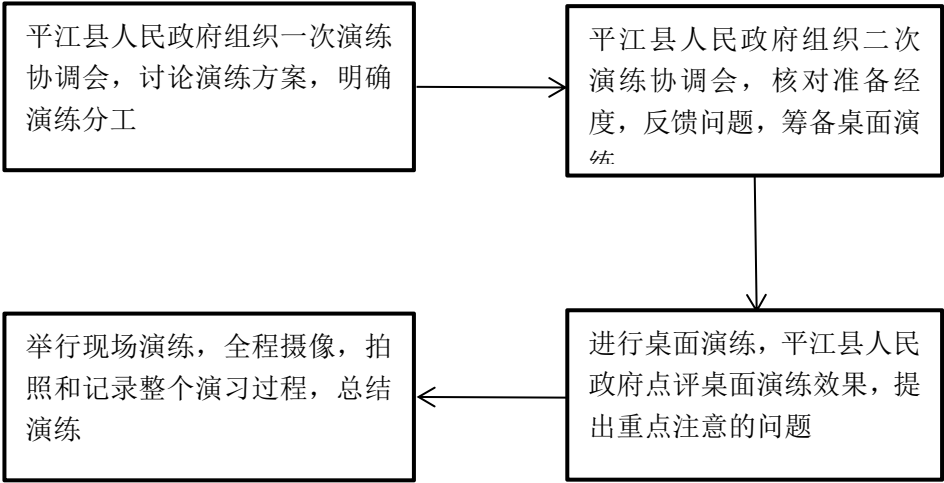 平江县人民政府组织一次演练
协调会，讨论演练方案，明确
演练分工
平江县人民政府组织二次
演练协调会，核对准备经
度，反馈问题，筹备桌面演
练
进行桌面演练，平江县人民
政府点评桌面演练效果，提
出重点注意的问题
举行现场演练，全程摄像，拍
照和记录整个演习过程，总结
演练